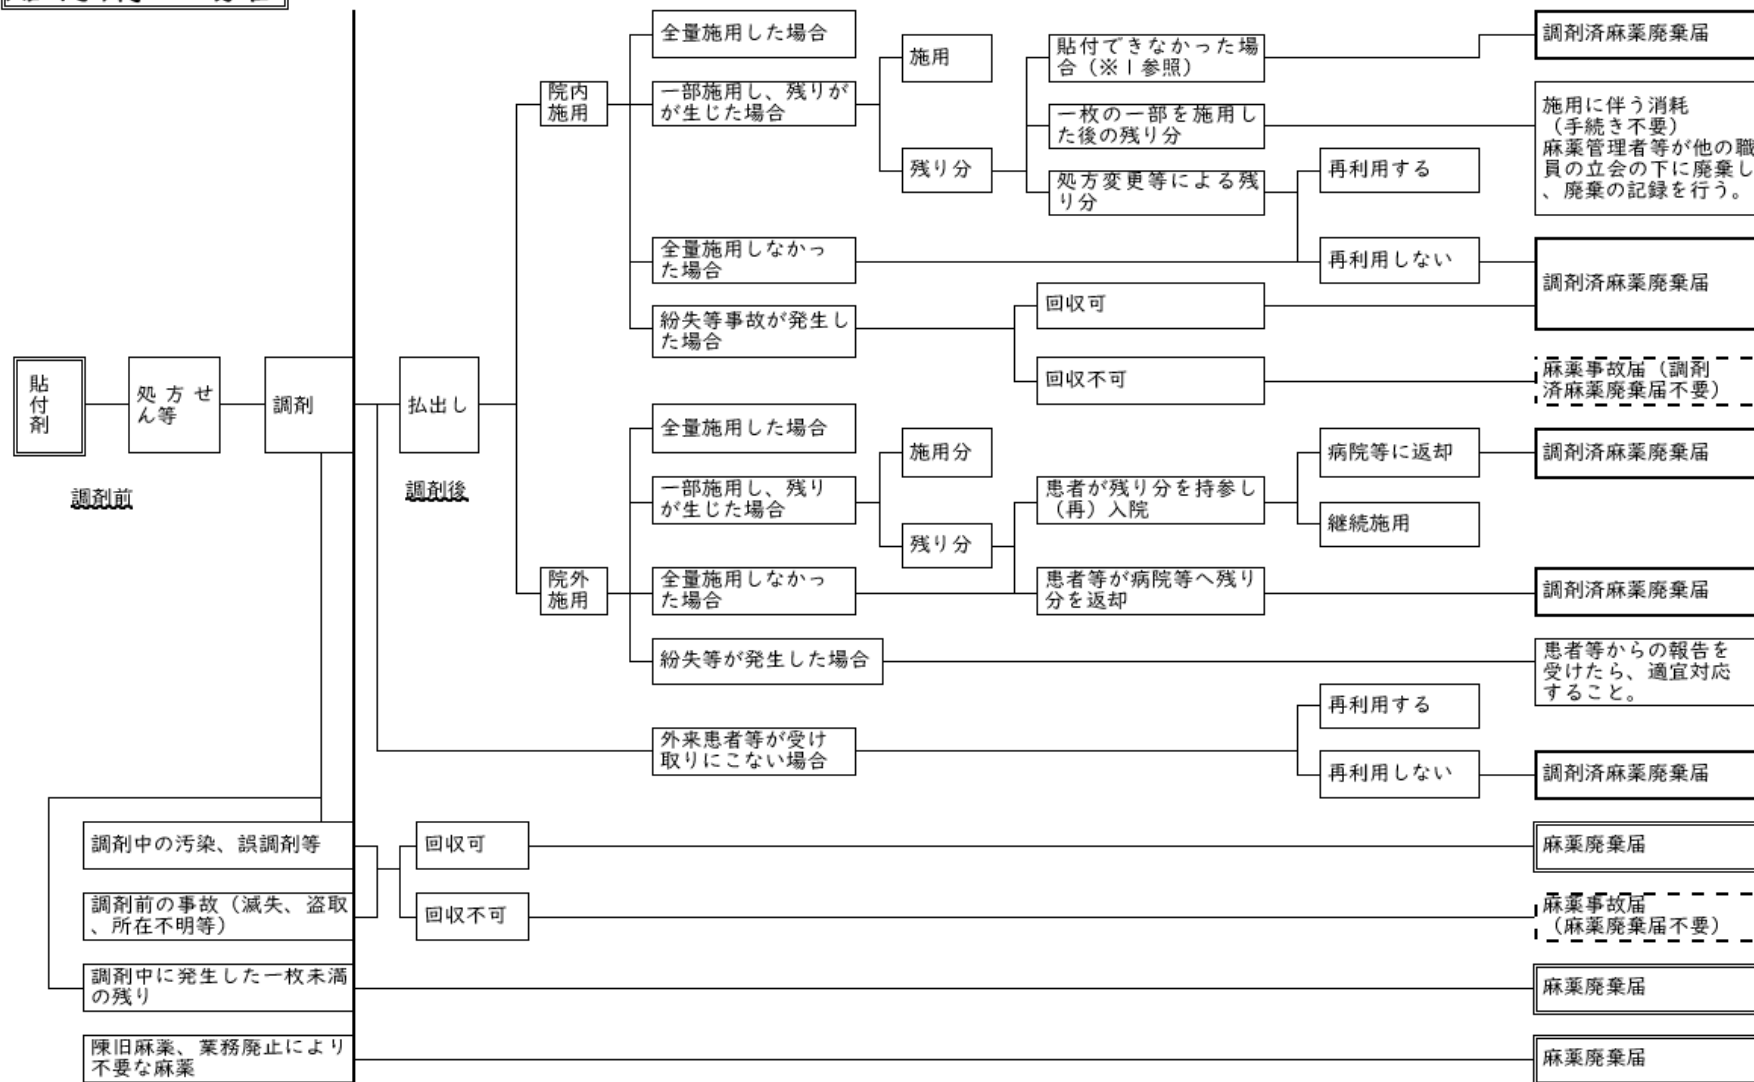 全量施用した場合
施用
貼付できなかった場
合（※１参照）
調剤済麻薬廃棄届
院内
施用
一部施用し、残りが
が生じた場合
一枚の一部を施用し
た後の残り分
施用に伴う消耗
（手続き不要）
麻薬管理者等が他の職
員の立会の下に廃棄し
、廃棄の記録を行う。
残り分
処方変更等による残
り分
再利用する
全量施用しなかっ
た場合
再利用しない
調剤済麻薬廃棄届
紛失等事故が発生し
た場合
回収可
回収不可
麻薬事故届（調剤
済麻薬廃棄届不要）
貼
付
剤
処方せ
ん等
調剤
払出し
調剤前
調剤後
全量施用した場合
施用分
病院等に返却
調剤済麻薬廃棄届
一部施用し、残り
が生じた場合
患者が残り分を持参し
（再）入院
継続施用
残り分
院外
施用
全量施用しなかっ
た場合
患者等が病院等へ残り
分を返却
調剤済麻薬廃棄届
紛失等が発生した場合
患者等からの報告を
受けたら、適宜対応
すること。
外来患者等が受け
取りにこない場合
再利用する
再利用しない
調剤済麻薬廃棄届
調剤中の汚染、誤調剤等
回収可
麻薬廃棄届
調剤前の事故（滅失、盗取
、所在不明等）
回収不可
麻薬事故届
（麻薬廃棄届不要）
調剤中に発生した一枚未満
の残り
麻薬廃棄届
陳旧麻薬、業務廃止により
不要な麻薬
麻薬廃棄届